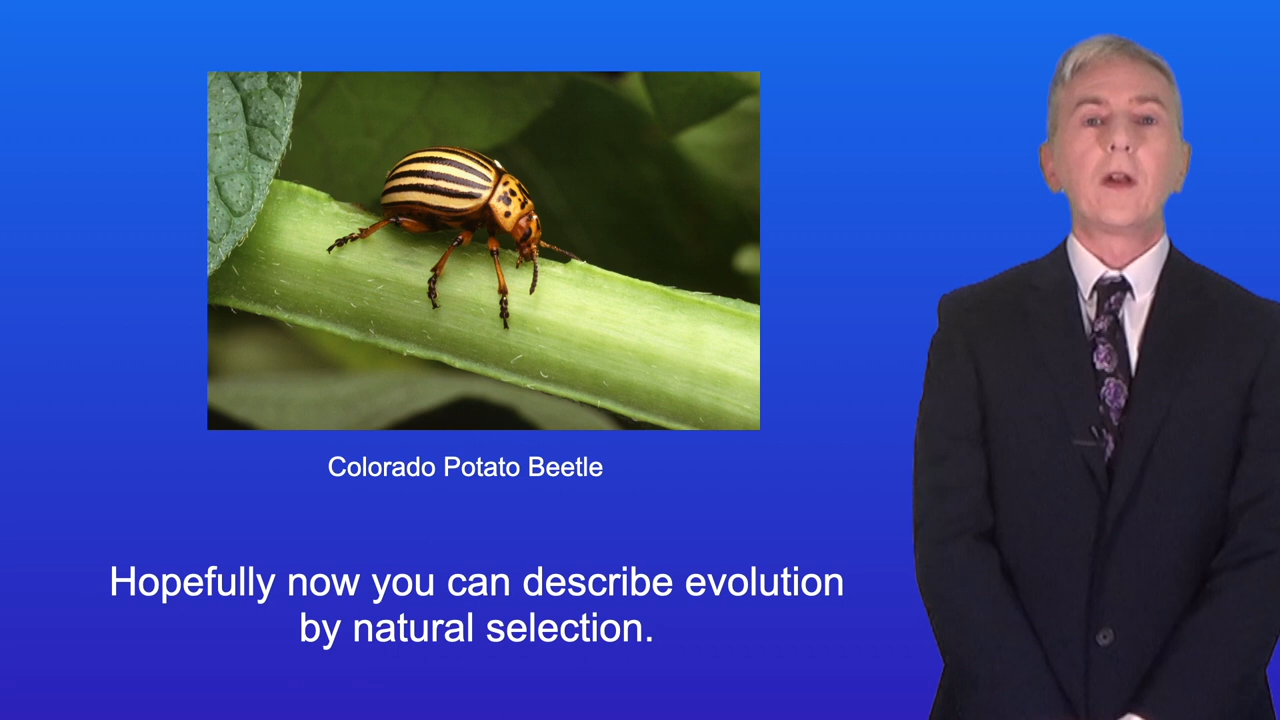 Colorado Potato Beetle
Hopefully now you can describe evolution
by natural selection.